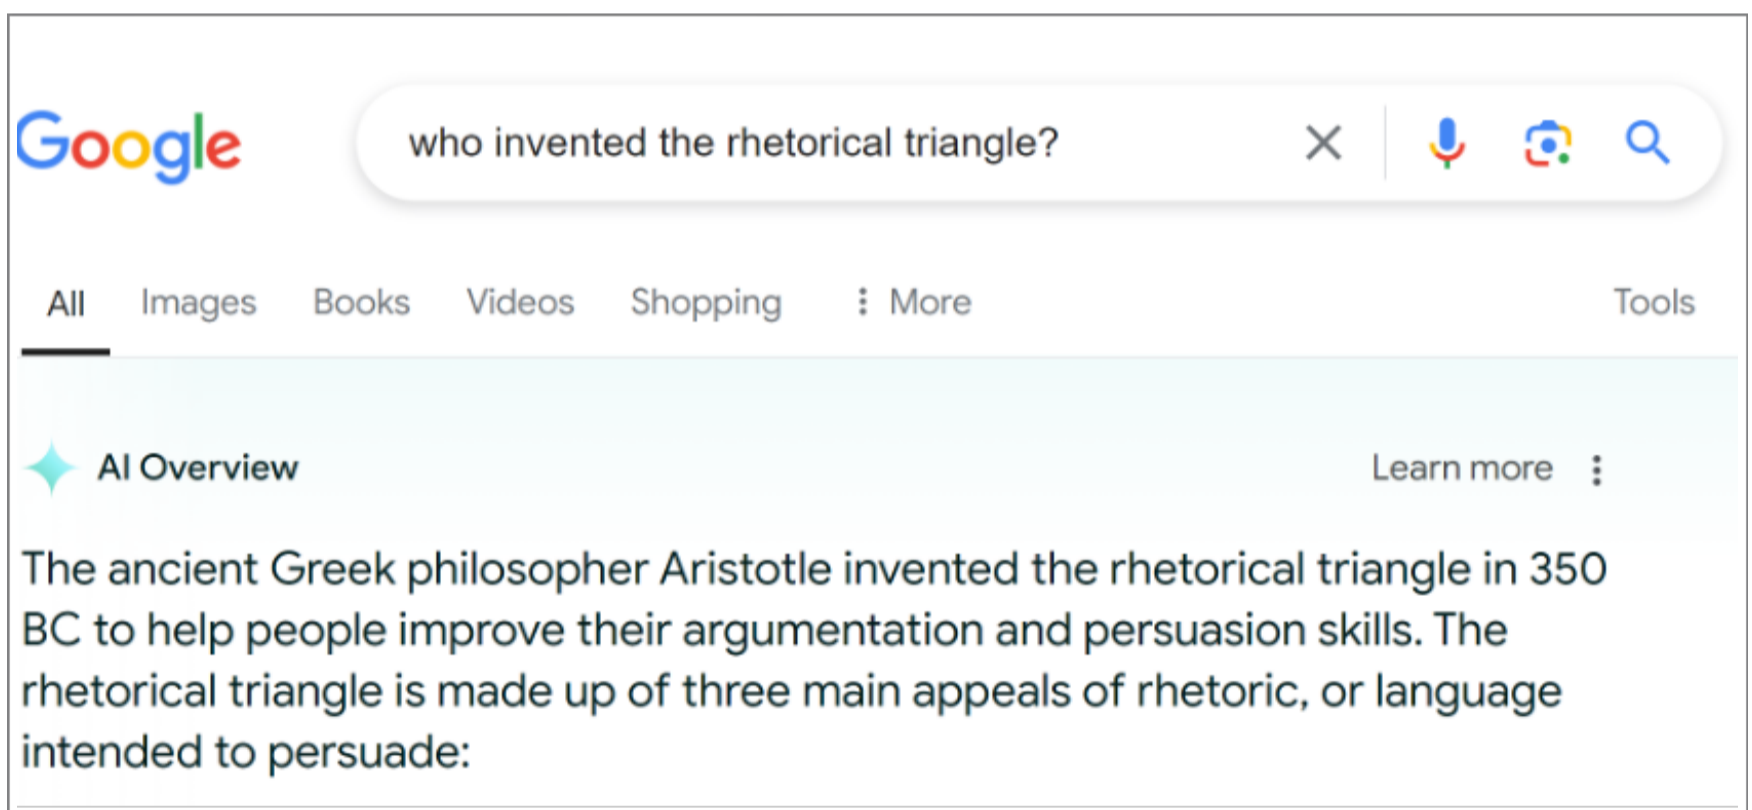 Google
who invented the rhetorical triangle?
All Images Books Videos Shopping More Tools
AI Overview Learn more
The ancient Greek philosopher Aristotle invented the rhetorical triangle in 350
BC to help people improve their argumentation and persuasion skills. The
rhetorical triangle is made up of three main appeals of rhetoric, or language
intended to persuade: